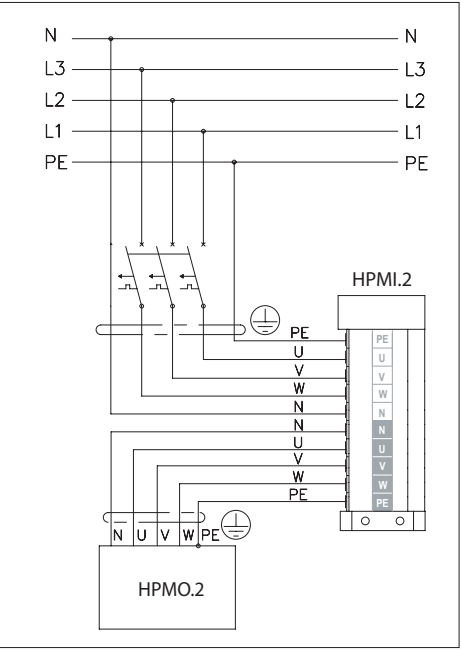 N N
L3 L3
L2 L2
L1 L1
PE PE
HPMI.2
PE PE
U U
V V
W W
N N
N N
U U
V V
W W
PE PE
N U V W PE
HPMO.2